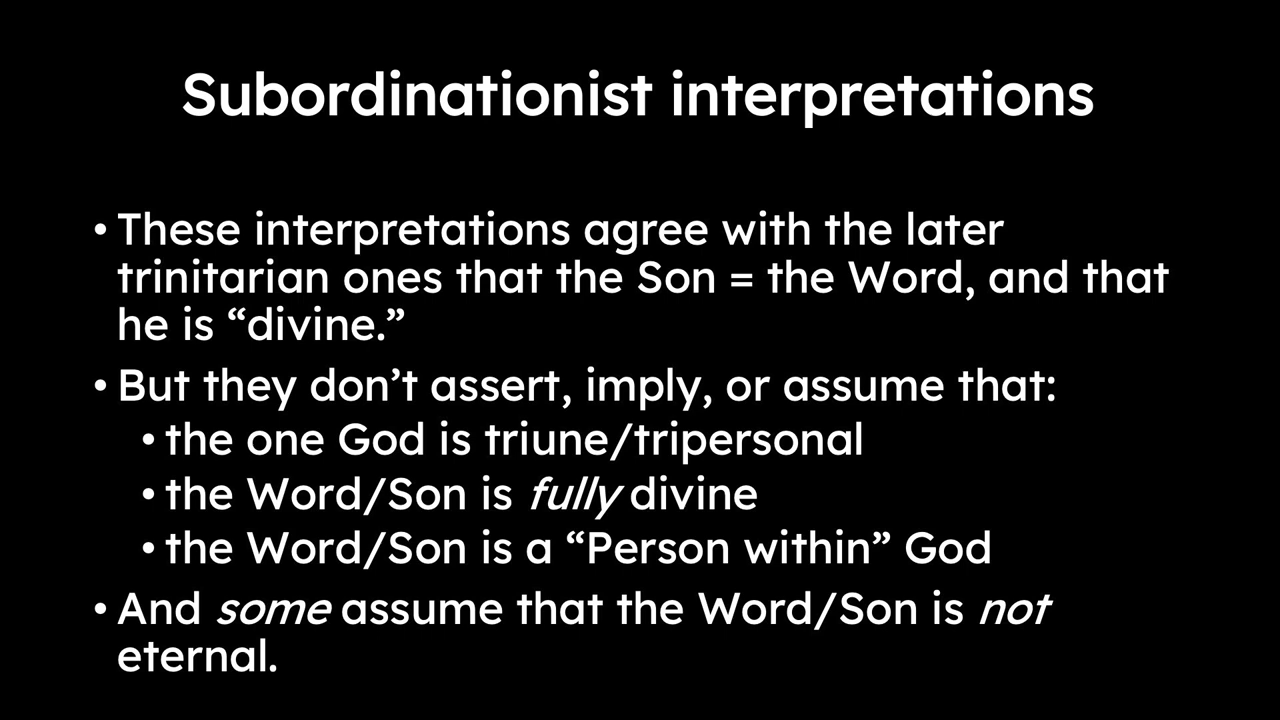 Subordinationist interpretations
• These interpretations agree with the later
trinitarian ones that the Son = the Word, and that
he is “divine.”
• But they don’t assert, imply, or assume that:
• the one God is triune/tripersonal
• the Word/Son is fully divine
• the Word/Son is a “Person within” God
• And some assume that the Word/Son is not
eternal.